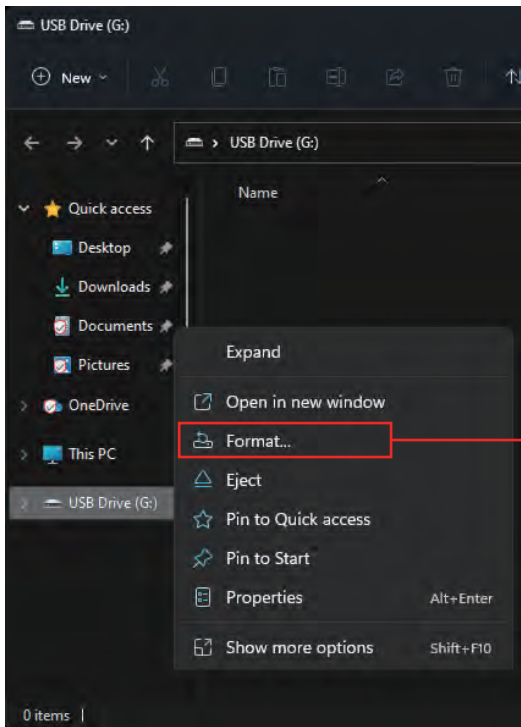 USB Drive (G:)
New
USB Drive (G:)
Name
Quick access
Desktop
Downloads
Documents
Pictures
OneDrive
This PC
USB Drive (G:)
Expand
Open in new window
Format...
Eject
Pin to Quick access
Pin to Start
Properties Alt+Enter
Show more options Shift+F10
0 items